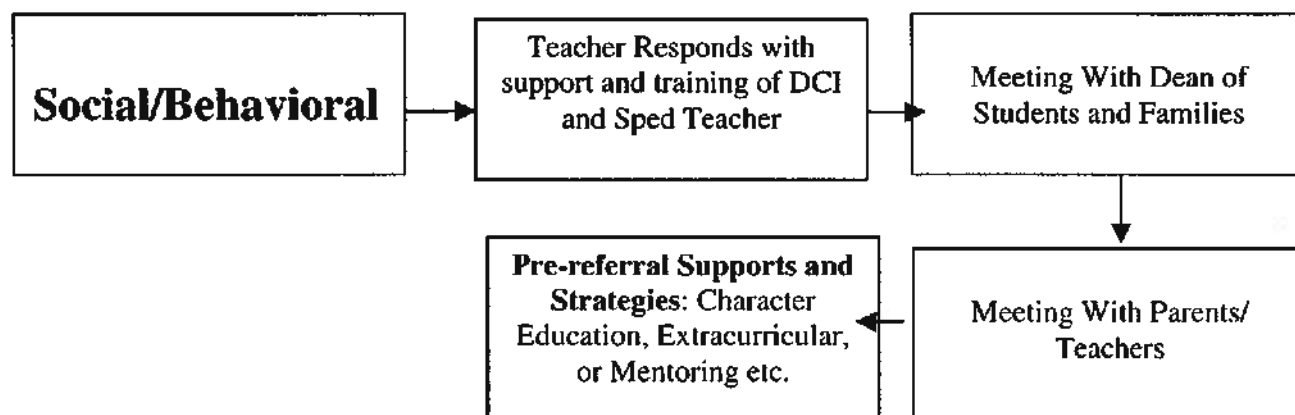 Social/Behavioral
Teacher Responds with
support and training of DCI
and Sped Teacher
Meeting With Dean of
Students and Families
Meeting With Parents/
Teachers
Pre-referral Supports and
Strategies: Character
Education, Extracurricular,
or Mentoring etc.